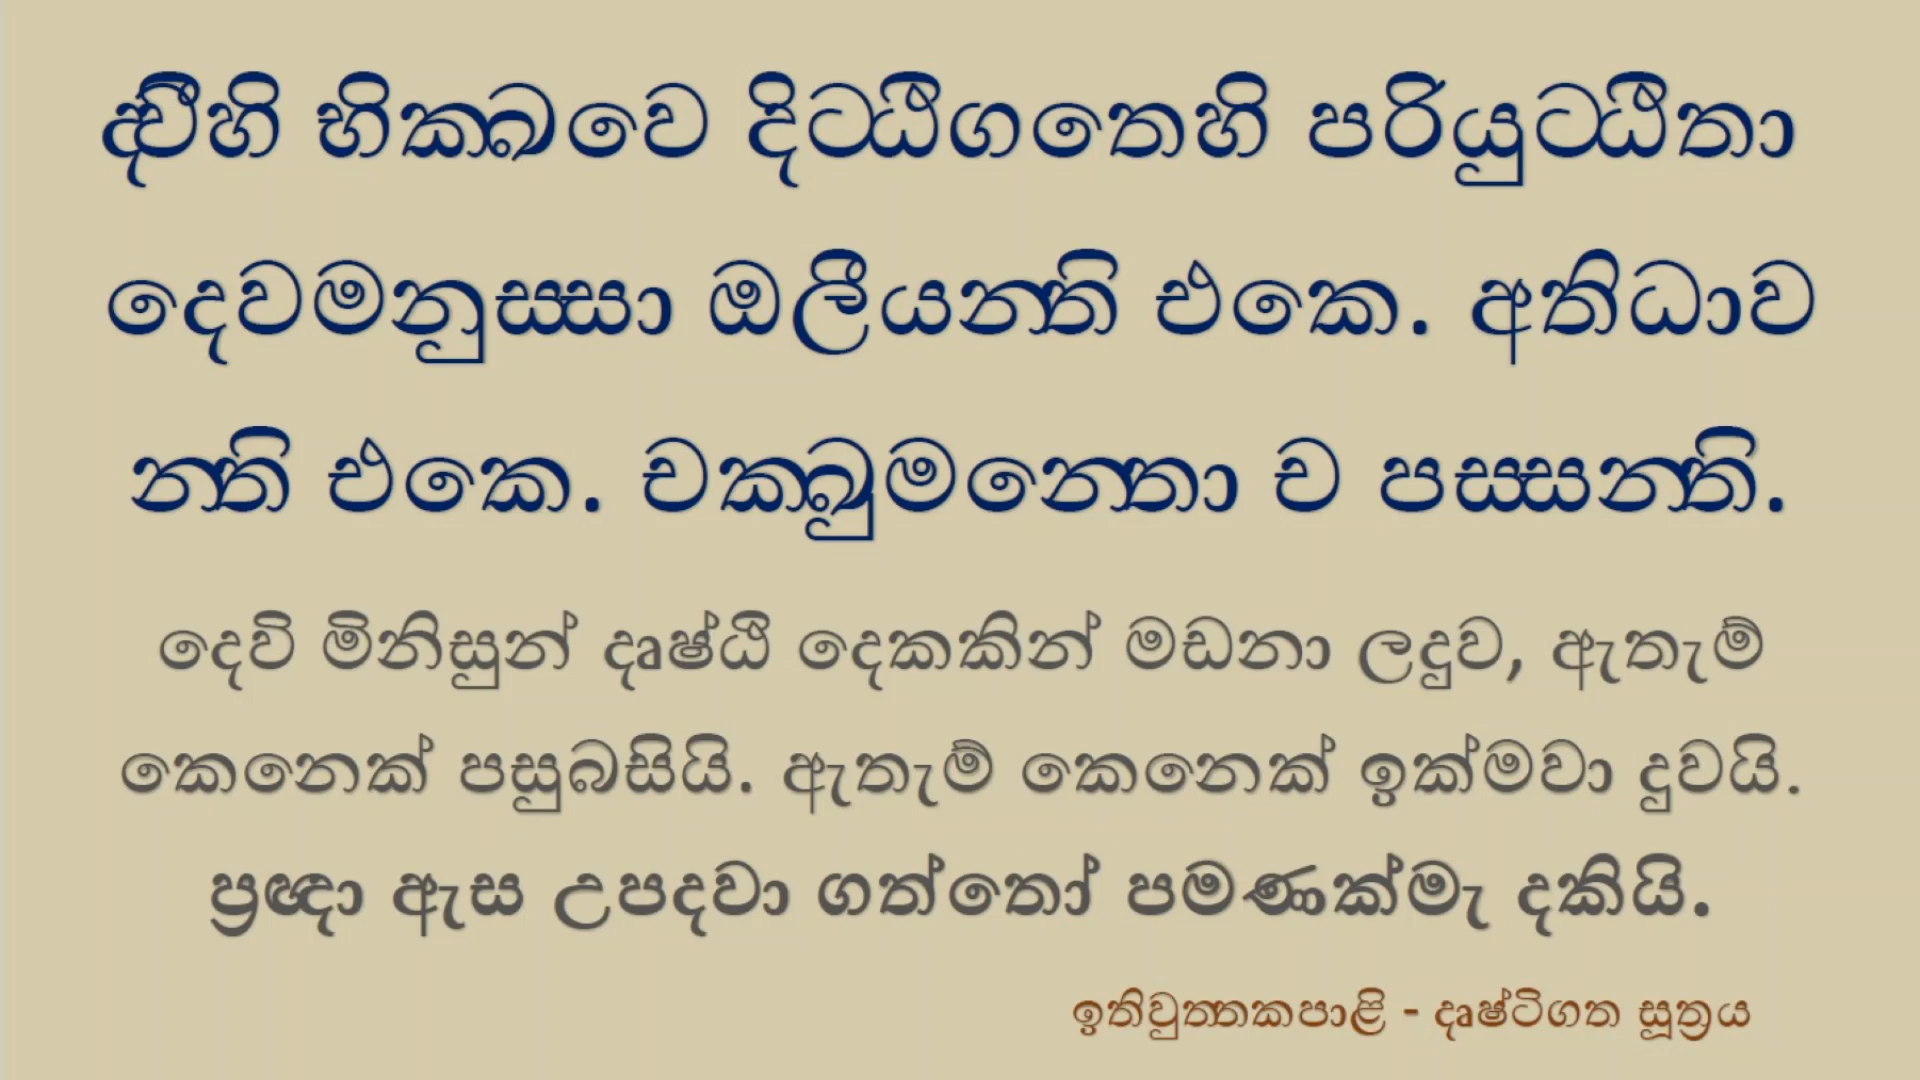 ද්වීහි භික‍්ඛවෙ දිට‍්ඨිගතෙහි පරියුට‍්ඨිතා
දෙවමනුස‍්සා ඔලීයන‍්ති එකෙ. අතිධාව
න‍්ති එකෙ. චක‍්ඛුමන‍්තො ච පස‍්සන‍්ති.
දෙවි මිනිසුන් දෘෂ්ඨි දෙකකින් මඩනා ලදුව, ඇතැම්
කෙනෙක් පසුබසියි. ඇතැම් කෙනෙක් ඉක්මවා දුවයි.
ප්‍රඥා ඇස උපදවා ගත්තෝ පමණක්මැ දකියි.
ඉතිවුත‍්තකපාළි - දෘෂ්ටිගත සූත්‍රය